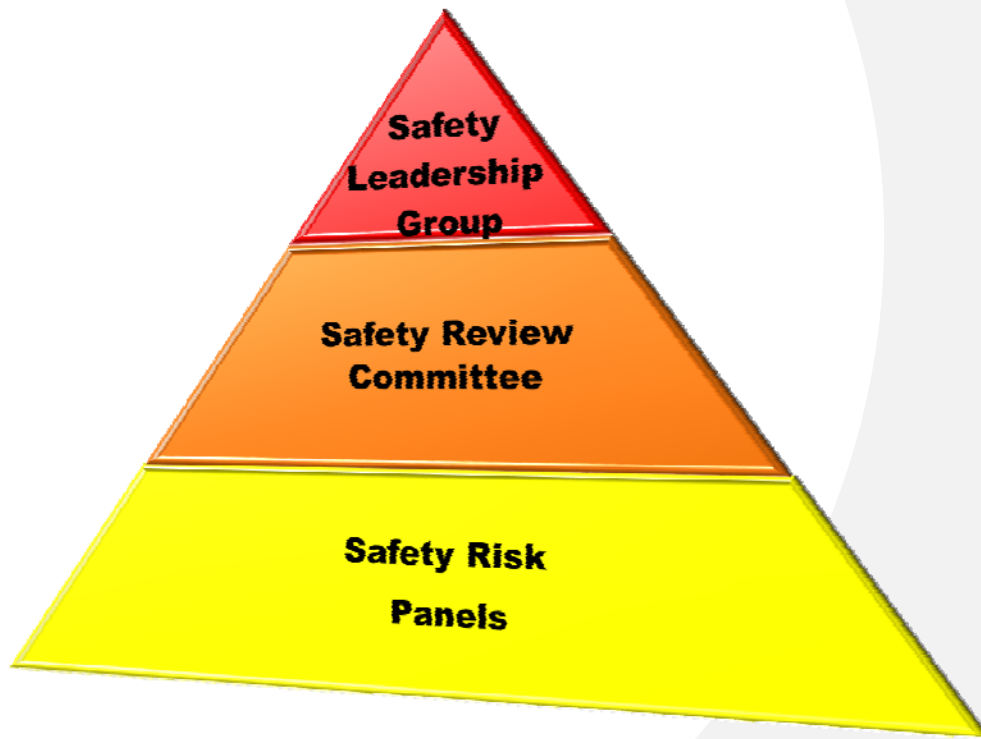 Safety
Leadership
Group
Safety Review
Committee
Safety Risk
Panels